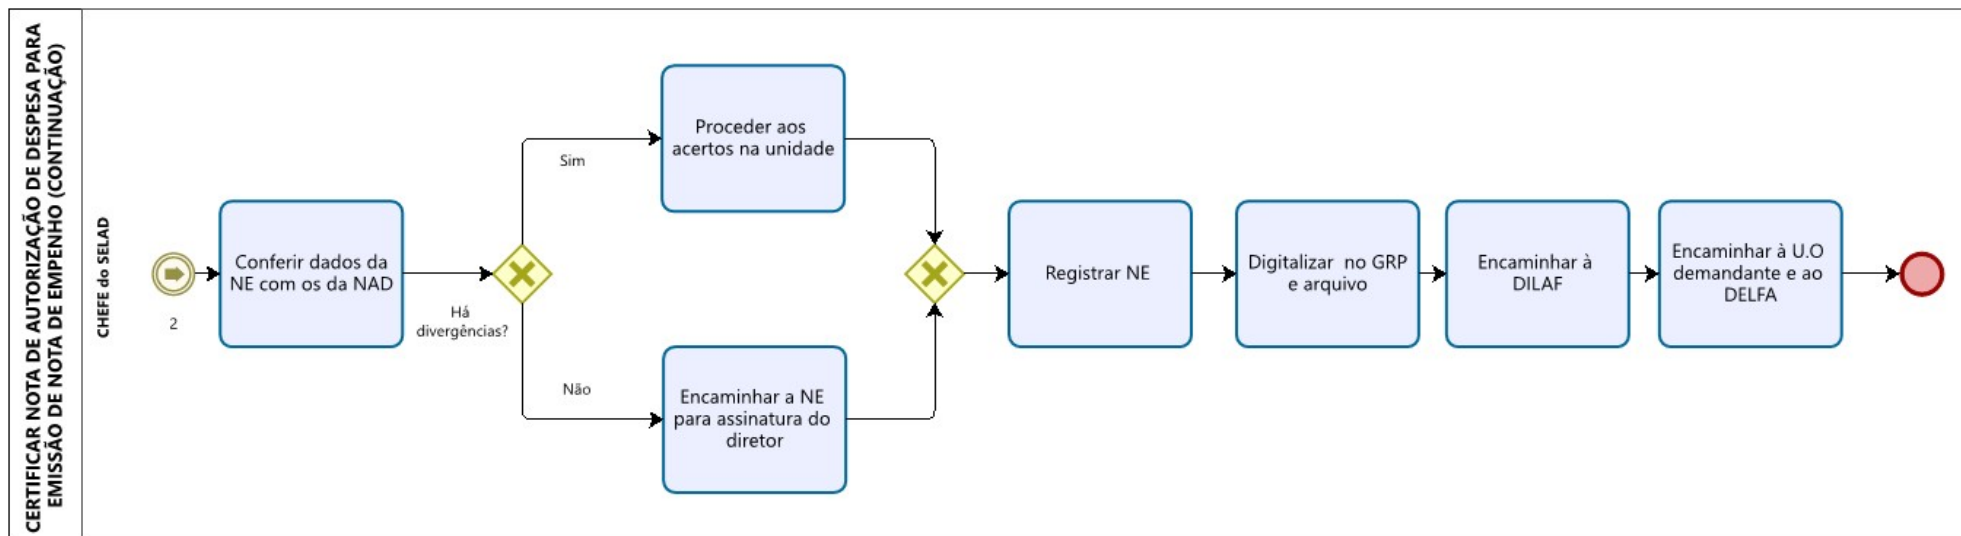 CERTIFICAR NOTA DE AUTORIZAÇÃO DE DESPESA PARA
EMISSÃO DE NOTA DE EMPENHO (CONTINUAÇÃO)
CHEFE do SELAD
2
Conferir dados da
NE com os da NAD
Há
divergências?
Sim
Proceder aos
acertos na unidade
Não
Encaminhar a NE
para assinatura do
diretor
Registrar NE
Digitalizar no GRP
e arquivo
Encaminhar à
DILAF
Encaminhar à U.O
demandante e ao
DELFA